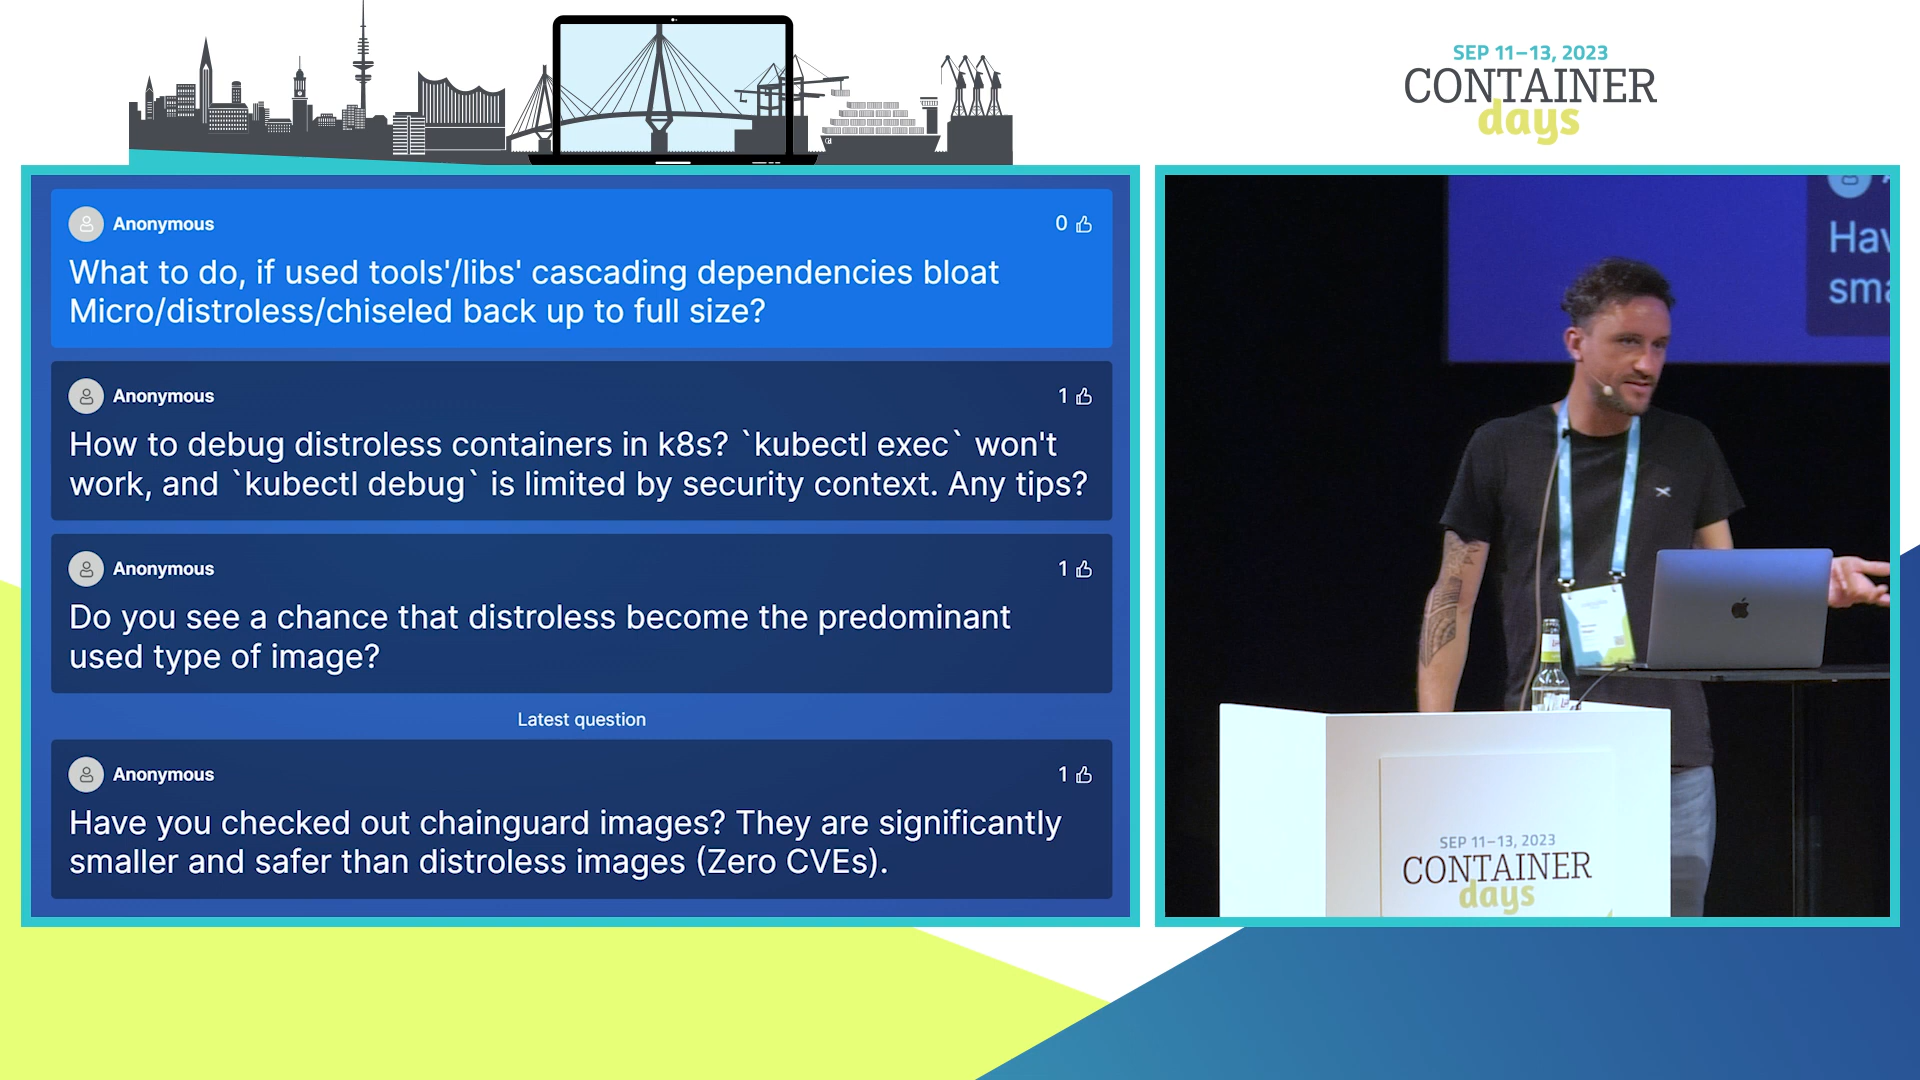 SEP 11–13, 2023
CONTAINER
days
Anonymous
0
What to do, if used tools'/libs' cascading dependencies bloat
Micro/distroless/chiseled back up to full size?
Anonymous
1
How to debug distroless containers in k8s? `kubectl exec` won't
work, and `kubectl debug` is limited by security context. Any tips?
Anonymous
1
Do you see a chance that distroless become the predominant
used type of image?
Latest question
Anonymous
1
Have you checked out chainguard images? They are significantly
smaller and safer than distroless images (Zero CVEs).
Hav
sma
SEP 11–13, 2023
CONTAINER
days